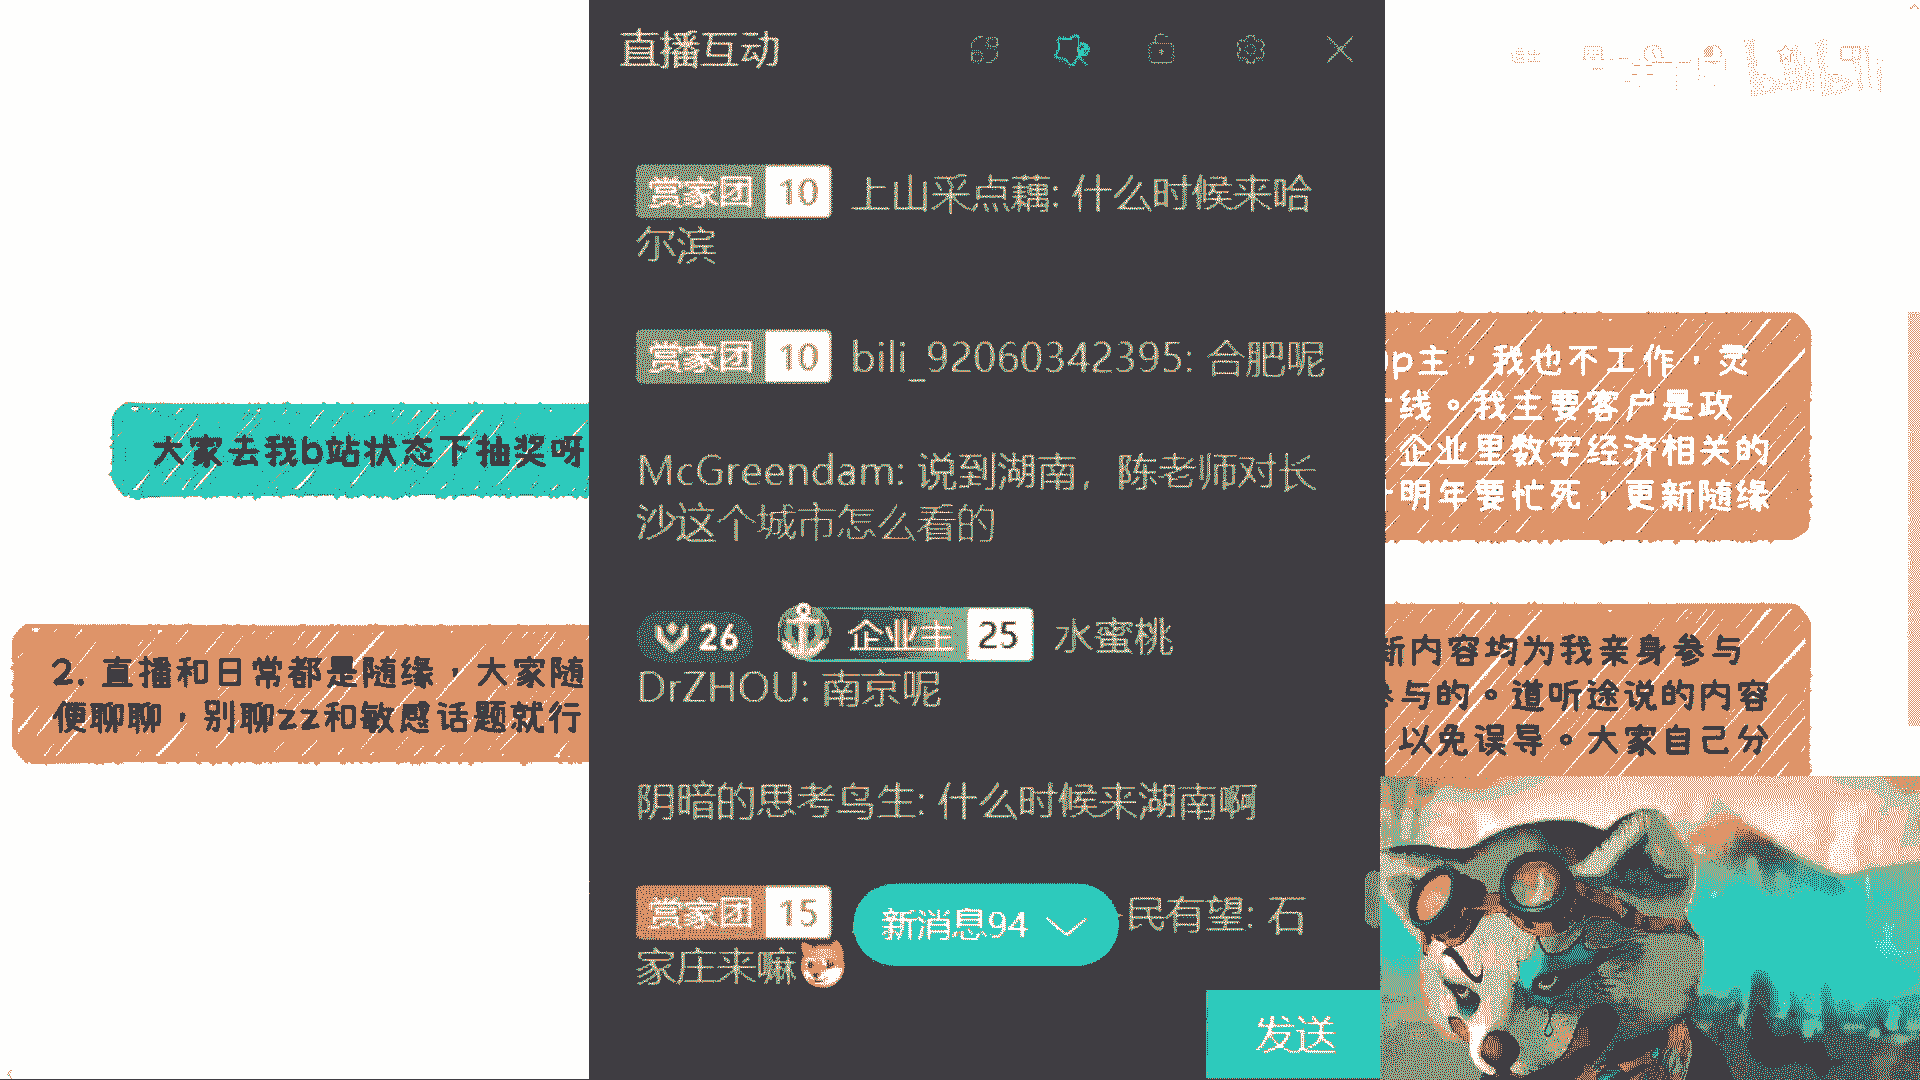 直播互动
赏家团 10 上山采点藕: 什么时候来哈
尔滨
赏家团 10 bili_92060342395: 合肥呢
McGreendam: 说到湖南，陈老师对长
沙这个城市怎么看的
26 企业主 25 水蜜桃
DrZHOU: 南京呢
阴暗的思考鸟生: 什么时候来湖南啊
赏家团 15 民有望: 石
家庄来嘛
新消息94
发送
大家去我b站状态下抽奖呀
2. 直播和日常都是随缘，大家随
便聊聊，别聊zz和敏感话题就行
p主，我也不工作，灵
线。我主要客户是政
企业里数字经济相关的
明年要忙死，更新随缘
新内容均为我亲身参与
参与的。道听途说的内容
以免误导。大家自己分
bilibili